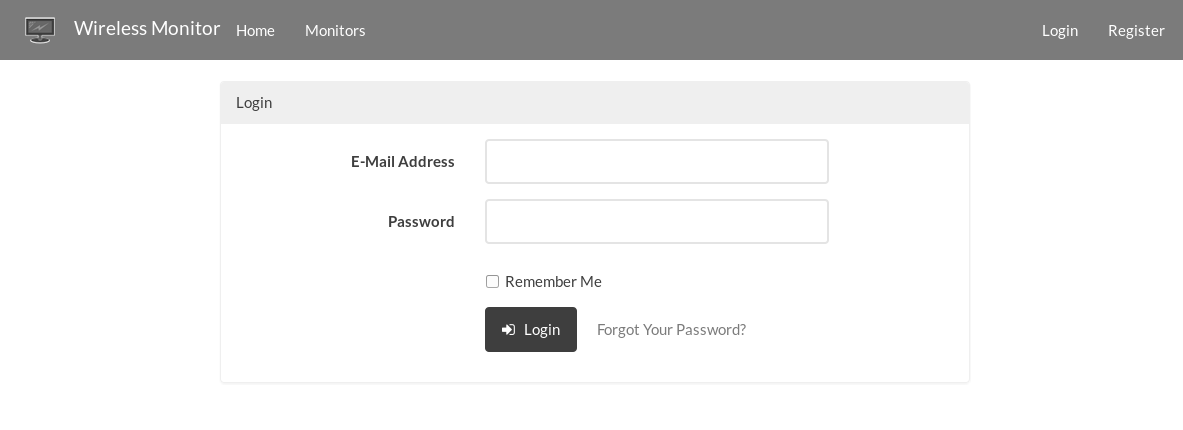 Wireless Monitor Home Monitors Login Register
Login
E-Mail Address
Password
Remember Me
Login Forgot Your Password?